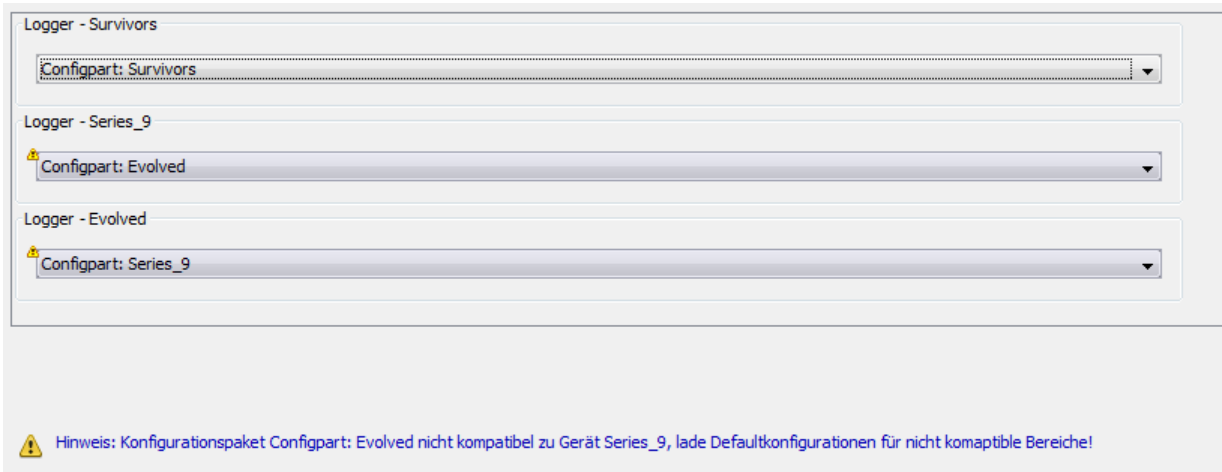 Logger - Survivors
Configpart: Survivors
Logger - Series_9
Configpart: Evolved
Logger - Evolved
Configpart: Series_9
Hinweis: Konfigurationspaket Configpart: Evolved nicht kompatibel zu Gerät Series_9, lade Defaultkonfigurationen für nicht komaptible Bereiche!